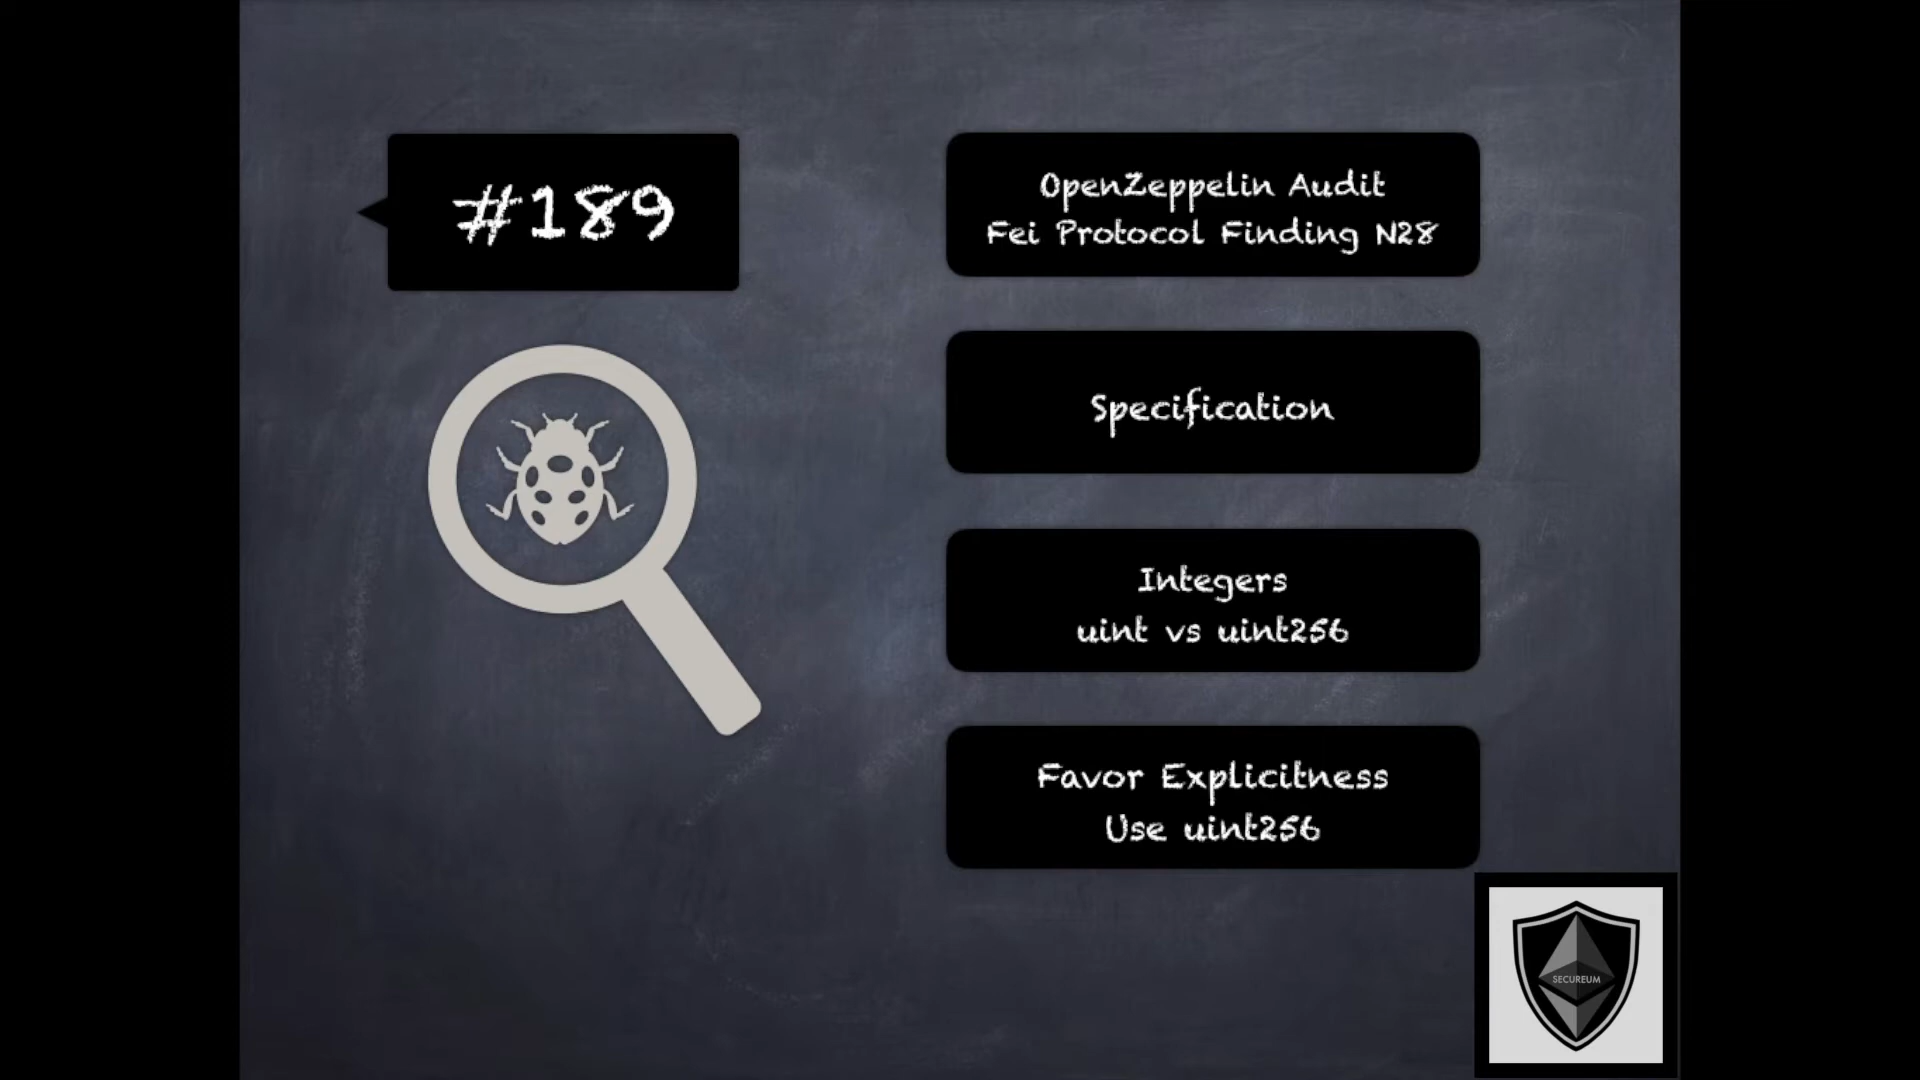 #189
OpenZeppelin Audit
Fei Protocol Finding N28
Specification
Integers
uint vs uint256
Favor Explicitness
Use uint256
SECUREUM